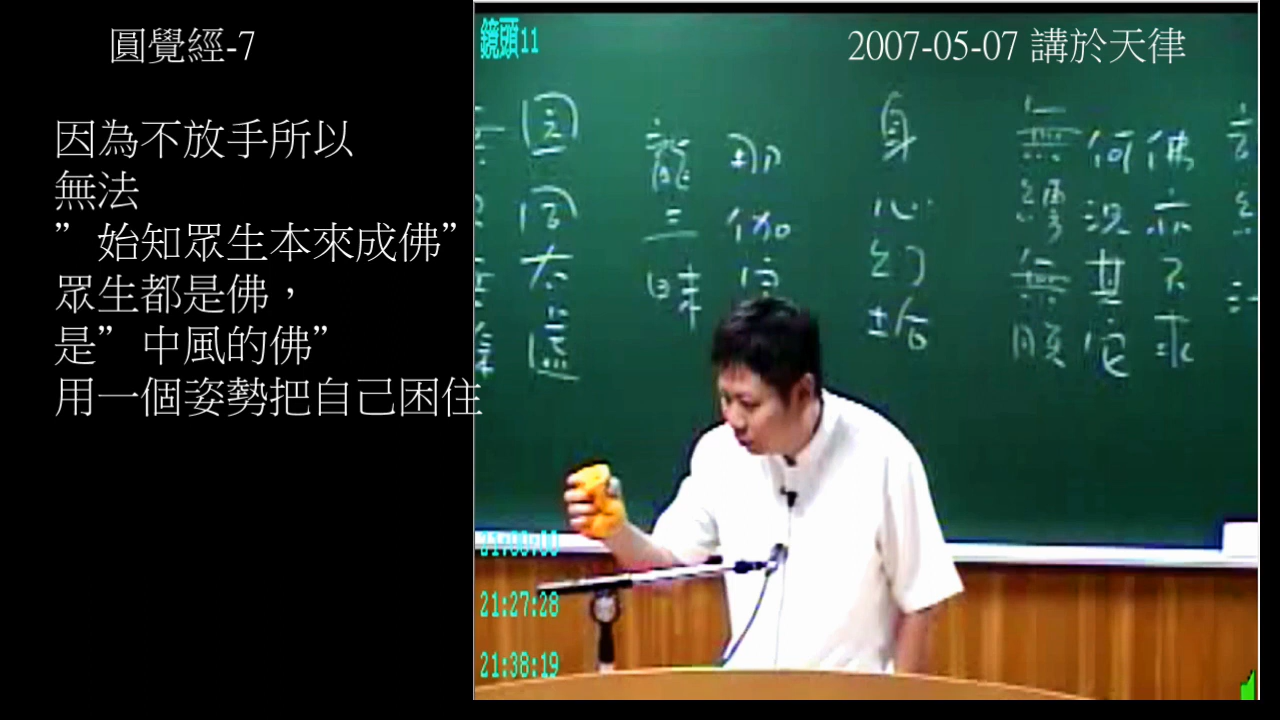 圓覺經-7
2007-05-07 講於天律
因為不放手所以
無法
”始知眾生本來成佛”
眾生都是佛，
是”中風的佛”
用一個姿勢把自己困住
鏡頭11
佛亦不求
何況其它
無縛無脫
身心幻垢
那伽定
龍三昧
圓同太虛
21:27:28
21:38:19